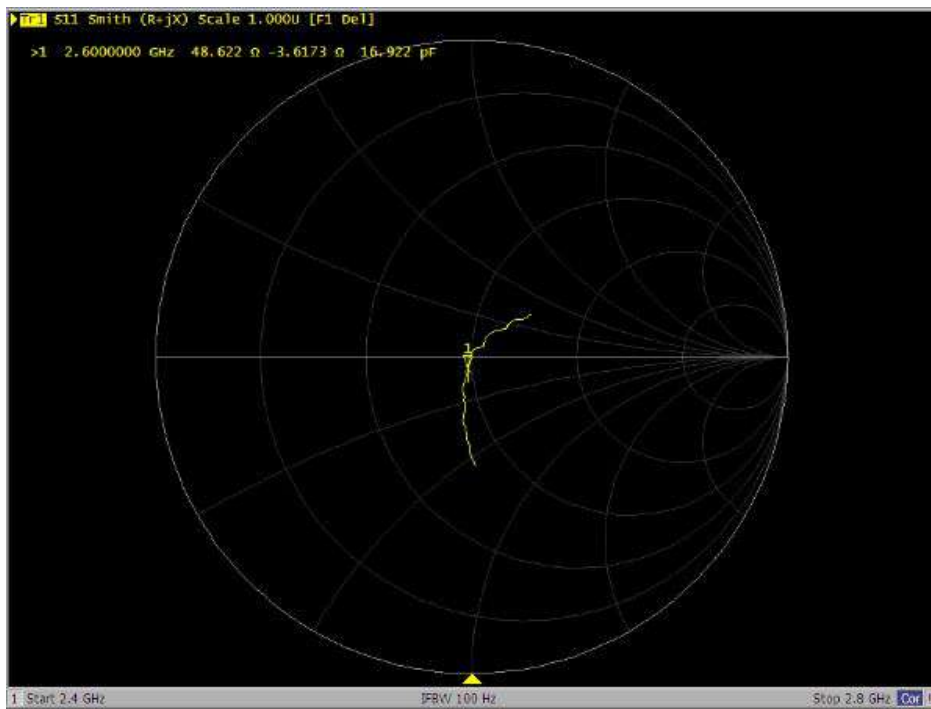 Tr1 S11 Smith (R+jX) Scale 1.000U [F1 Del]
>1 2.6000000 GHz 48.622 Ω -3.6173 Ω 16.922 pF
1
1 Start 2.4 GHz IFBW 100 Hz Stop 2.8 GHz Cor